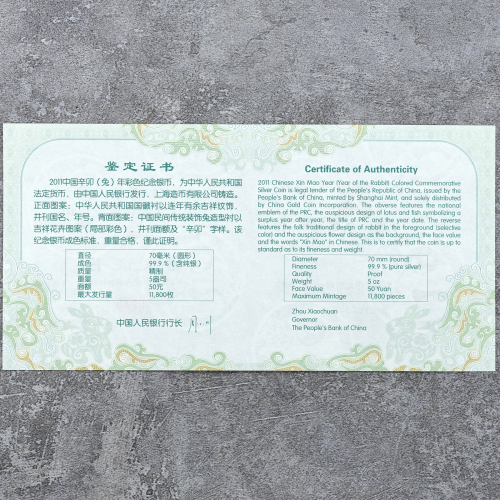 鉴定证书
2011中国辛卯(兔)年彩色纪念银币,为中华人民共和国
法定货币,由中国人民银行发行,上海造币有限公司铸造。
正面图案:中华人民共和国国徽衬以连年有余吉祥纹饰,
并刊国名、年号。背面图案:中国民间传统装饰兔造型衬以
吉祥花卉图案(局部彩色),并刊面额及“辛卯”字样。该
纪念银币成色标准、重量合格,谨此证明。
直径 70毫米(圆形)
成色 99.9%(含纯银)
质量 精制
重量 5盎司
面额 50元
最大发行量 11,800枚
中国人民银行行长
Certificate of Authenticity
2011 Chinese Xin Mao Year (Year of the Rabbit) Colored Commemorative
Silver Coin is legal tender of the People's Republic of China, issued by the
People's Bank of China, minted by Shanghai Mint, and solely distributed
by China Gold Coin Incorporation. The obverse features the national
emblem of the PRC, the auspicious design of lotus and fish symbolizing a
surplus year after year, the title of PRC and the year date. The reverse
features the folk traditional design of rabbit in the foreground (selective
color) and the auspicious flower design as the background, the face value
and the words "Xin Mao" in Chinese. This is to certify that the coin is up to
standard as to its fineness and weight.
Diameter 70 mm (round)
Fineness 99.9 % (pure silver)
Quality Proof
Weight 5 oz
Face Value 50 Yuan
Maximum Mintage 11,800 pieces
Zhou Xiaochuan
Governor
The People's Bank of China